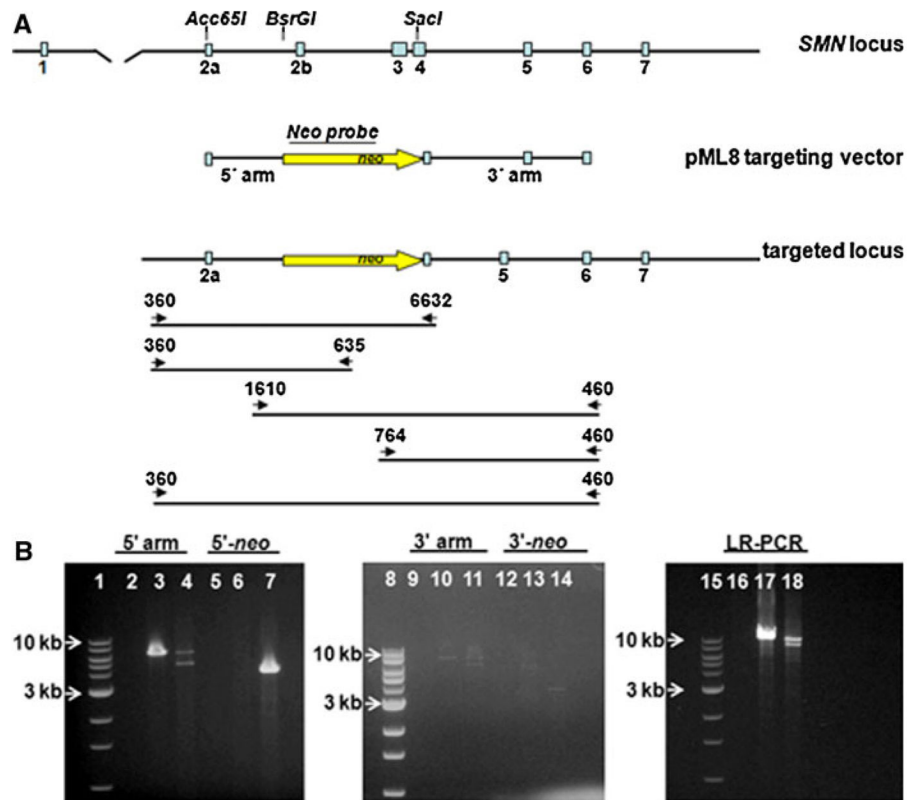 A
Acc65I BsrGI SacI
SMN locus
1 2a 2b 3 4 5 6 7
Neo probe
neo
pML8 targeting vector
5´ arm 3´ arm
targeted locus
neo
2a 5 6 7
360 6632
360 635
1610 460
764 460
360 460
B
5' arm 5'-neo
1 2 3 4 5 6 7
10 kb
3 kb
3' arm 3'-neo
8 9 10 11 12 13 14
10 kb
3 kb
LR-PCR
15 16 17 18
10 kb
3 kb